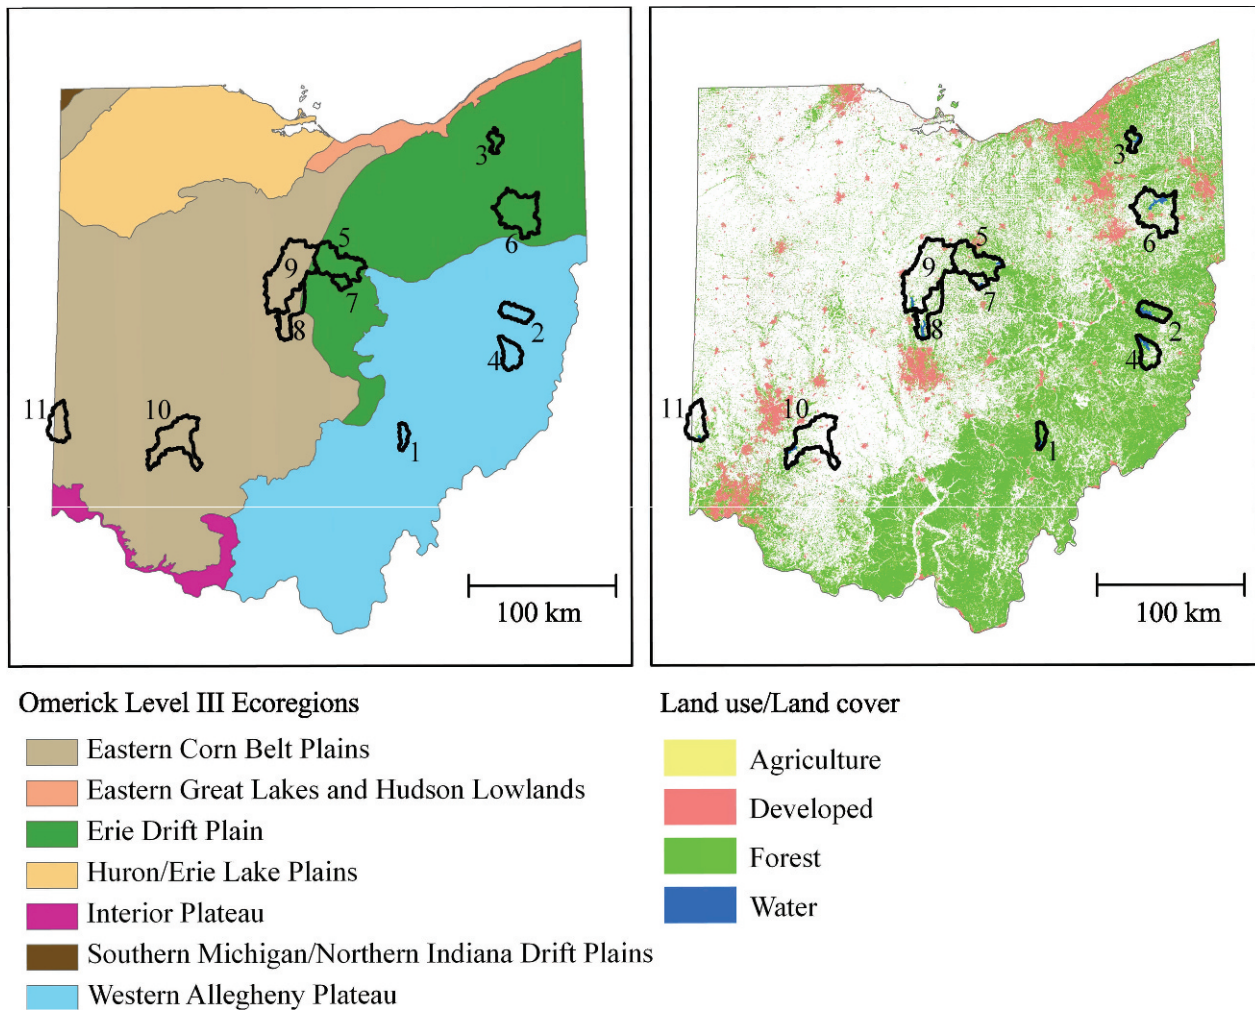 3
5
6
9
7
8
2
4
11
10
1
100 km
3
5
6
9
7
8
2
4
11
10
1
100 km
Omerick Level III Ecoregions
Eastern Corn Belt Plains
Eastern Great Lakes and Hudson Lowlands
Erie Drift Plain
Huron/Erie Lake Plains
Interior Plateau
Southern Michigan/Northern Indiana Drift Plains
Western Allegheny Plateau
Land use/Land cover
Agriculture
Developed
Forest
Water